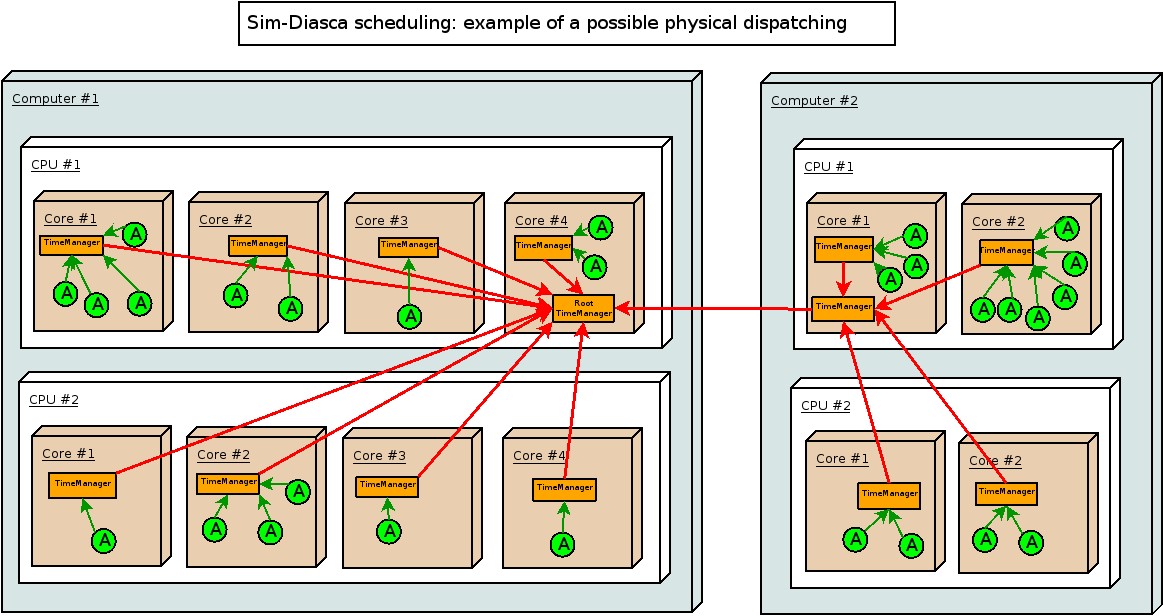 Sim-Diasca scheduling: example of a possible physical dispatching
Computer #1
CPU #1
Core #1
TimeManager
A
A
A
A
Core #2
TimeManager
A
A
Core #3
TimeManager
A
Core #4
TimeManager
A
A
Root
TimeManager
CPU #2
Core #1
TimeManager
A
Core #2
TimeManager
A
A
A
Core #3
TimeManager
A
Core #4
TimeManager
A
Computer #2
CPU #1
Core #1
TimeManager
A
A
A
TimeManager
Core #2
TimeManager
A
A
A
A
A
A
CPU #2
Core #1
TimeManager
A
A
Core #2
TimeManager
A
A